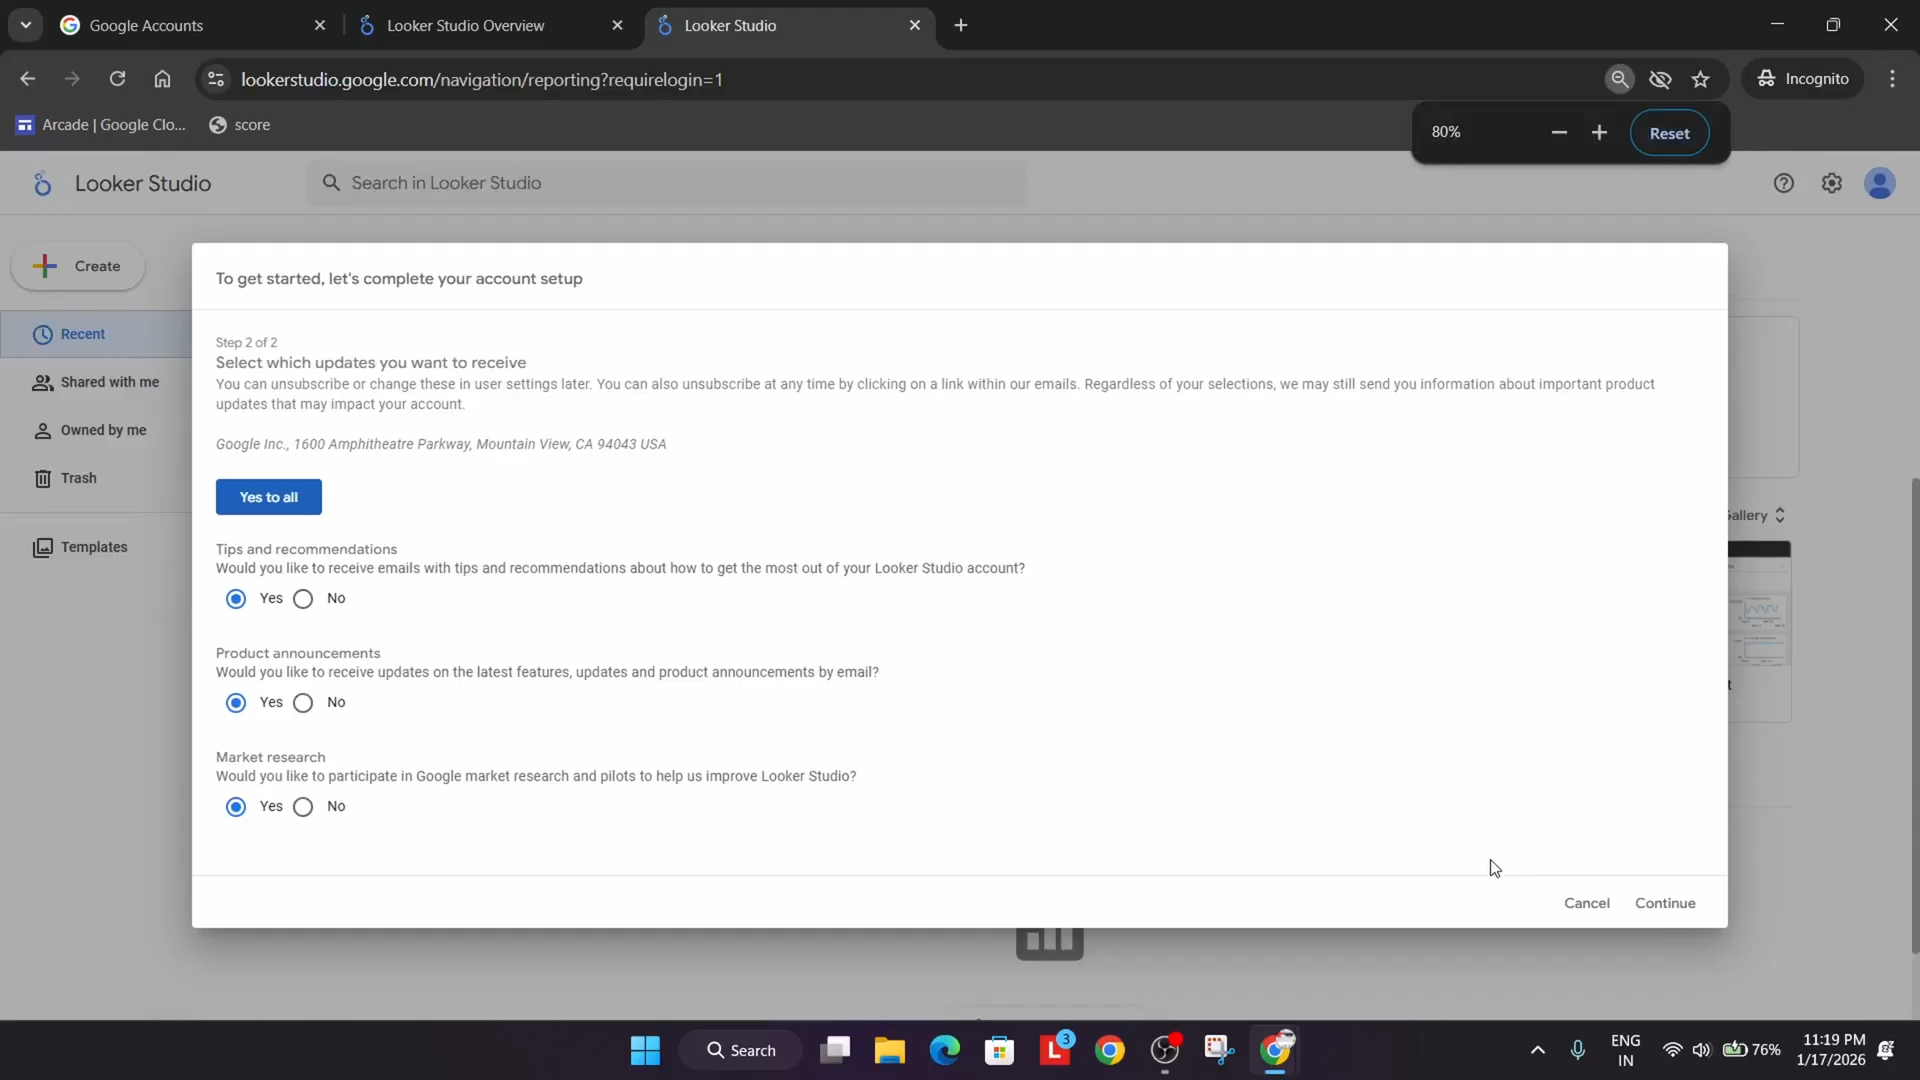 Google Accounts
Looker Studio Overview
Looker Studio
lookerstudio.google.com/navigation/reporting?requirelogin=1
Incognito
Arcade | Google Clo...
score
80%
Reset
Looker Studio
Search in Looker Studio
Create
Recent
Shared with me
Owned by me
Trash
Templates
To get started, let's complete your account setup
Step 2 of 2
Select which updates you want to receive
You can unsubscribe or change these in user settings later. You can also unsubscribe at any time by clicking on a link within our emails. Regardless of your selections, we may still send you information about important product
updates that may impact your account.
Google Inc., 1600 Amphitheatre Parkway, Mountain View, CA 94043 USA
Yes to all
Tips and recommendations
Would you like to receive emails with tips and recommendations about how to get the most out of your Looker Studio account?
Yes No
Product announcements
Would you like to receive updates on the latest features, updates and product announcements by email?
Yes No
Market research
Would you like to participate in Google market research and pilots to help us improve Looker Studio?
Yes No
Cancel Continue
Search
L
3
ENG
IN
76%
11:19 PM
1/17/2026